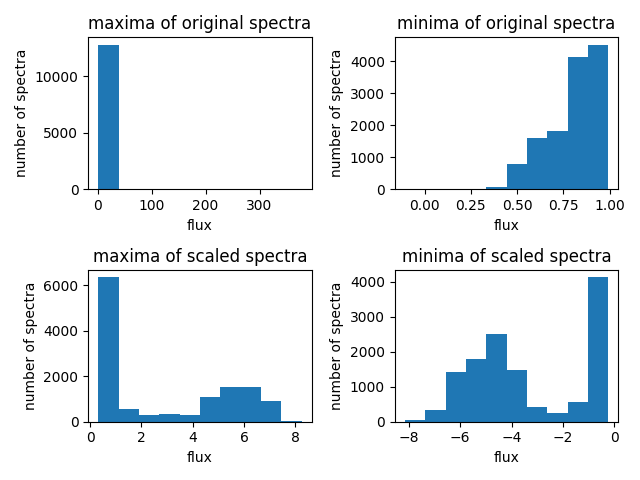 maxima of original spectra
number of spectra
10000
5000
0
0 100 200 300
flux
minima of original spectra
number of spectra
4000
3000
2000
1000
0
0.00 0.25 0.50 0.75 1.00
flux
maxima of scaled spectra
number of spectra
6000
4000
2000
0
0 2 4 6 8
flux
minima of scaled spectra
number of spectra
4000
3000
2000
1000
0
−8 −6 −4 −2 0
flux